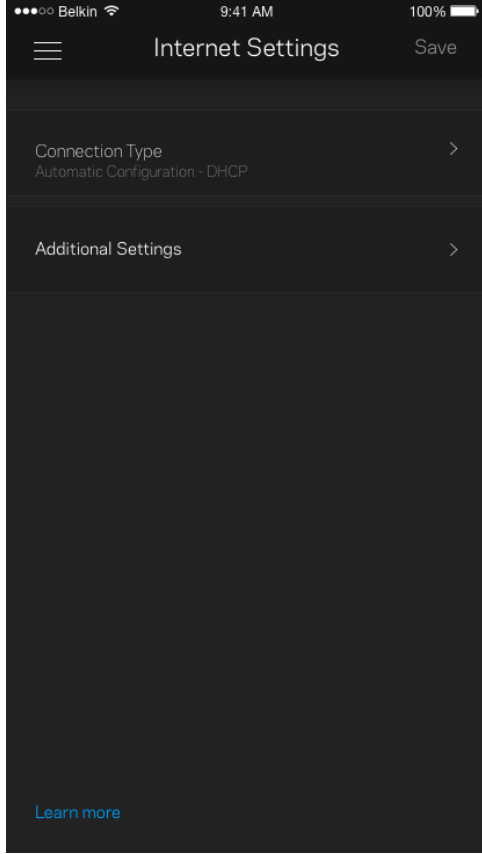 Belkin 9:41 AM 100%
Internet Settings Save
Connection Type
Automatic Configuration - DHCP
Additional Settings
Learn more